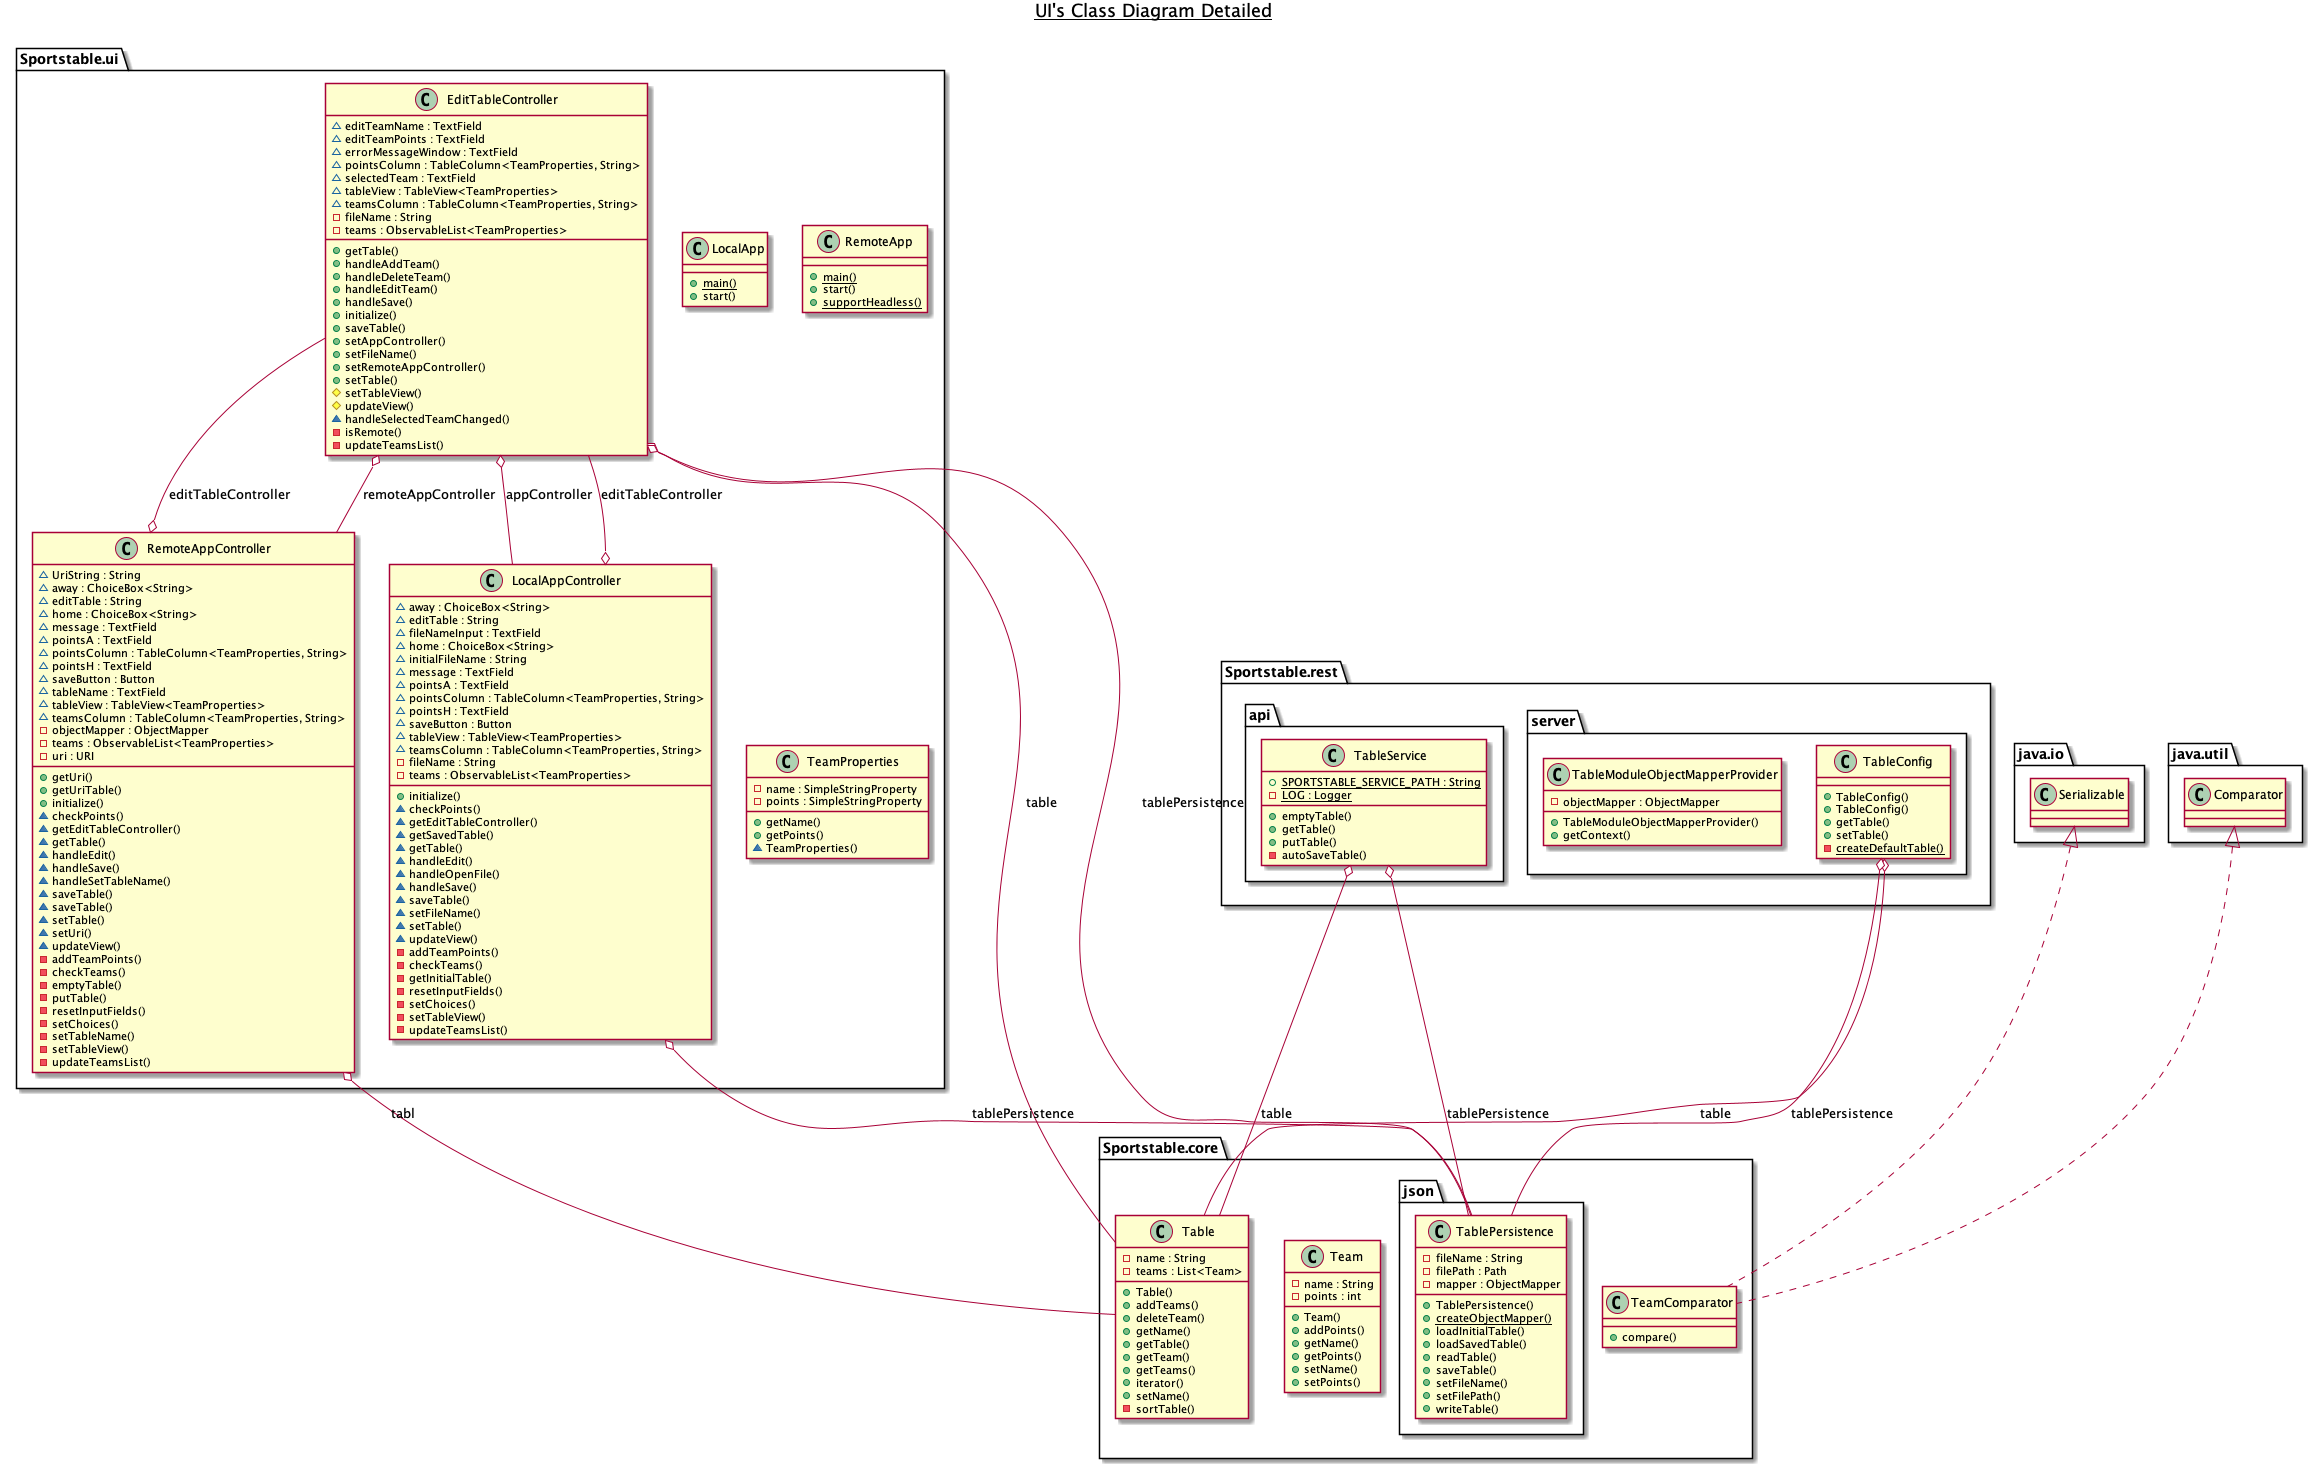 UI's Class Diagram Detailed
Sportstable.ui
C EditTableController
editTeamName : TextField
editTeamPoints : TextField
errorMessageWindow : TextField
pointsColumn : TableColumn<TeamProperties, String>
selectedTeam : TextField
tableView : TableView<TeamProperties>
teamsColumn : TableColumn<TeamProperties, String>
fileName : String
teams : ObservableList<TeamProperties>
getTable()
handleAddTeam()
handleDeleteTeam()
handleEditTeam()
handleSave()
initialize()
saveTable()
setAppController()
setFileName()
setRemoteAppController()
setTable()
setTableView()
updateView()
handleSelectedTeamChanged()
isRemote()
updateTeamsList()
C LocalApp
main()
start()
C RemoteApp
main()
start()
supportHeadless()
editTableController
remoteAppController
appController
editTableController
C RemoteAppController
UriString : String
away : ChoiceBox<String>
editTable : String
home : ChoiceBox<String>
message : TextField
pointsA : TextField
pointsColumn : TableColumn<TeamProperties, String>
pointsH : TextField
saveButton : Button
tableName : TextField
tableView : TableView<TeamProperties>
teamsColumn : TableColumn<TeamProperties, String>
objectMapper : ObjectMapper
teams : ObservableList<TeamProperties>
uri : URI
getUri()
getUriTable()
initialize()
checkPoints()
getEditTableController()
getTable()
handleEdit()
handleSave()
handleSetTableName()
saveTable()
saveTable()
setTable()
setUri()
updateView()
addTeamPoints()
checkTeams()
emptyTable()
putTable()
resetInputFields()
setChoices()
setTableName()
setTableView()
updateTeamsList()
C LocalAppController
away : ChoiceBox<String>
editTable : String
fileNameInput : TextField
home : ChoiceBox<String>
initialFileName : String
message : TextField
pointsA : TextField
pointsColumn : TableColumn<TeamProperties, String>
pointsH : TextField
saveButton : Button
tableView : TableView<TeamProperties>
teamsColumn : TableColumn<TeamProperties, String>
fileName : String
teams : ObservableList<TeamProperties>
initialize()
checkPoints()
getEditTableController()
getSavedTable()
getTable()
handleEdit()
handleOpenFile()
handleSave()
saveTable()
setFileName()
setTable()
updateView()
addTeamPoints()
checkTeams()
getInitialTable()
resetInputFields()
setChoices()
setTableView()
updateTeamsList()
C TeamProperties
name : SimpleStringProperty
points : SimpleStringProperty
getName()
getPoints()
TeamProperties()
table
tablePersistence
Sportstable.rest
api
C TableService
SPORTSTABLE_SERVICE_PATH : String
LOG : Logger
emptyTable()
getTable()
putTable()
autoSaveTable()
server
C TableModuleObjectMapperProvider
objectMapper : ObjectMapper
TableModuleObjectMapperProvider()
getContext()
C TableConfig
TableConfig()
TableConfig()
getTable()
setTable()
createDefaultTable()
java.io
C Serializable
java.util
C Comparator
tabl
tablePersistence
table
tablePersistence
table
tablePersistence
Sportstable.core
C Table
name : String
teams : List<Team>
Table()
addTeams()
deleteTeam()
getName()
getTable()
getTeam()
getTeams()
iterator()
setName()
sortTable()
C Team
name : String
points : int
Team()
addPoints()
getName()
getPoints()
setName()
setPoints()
json
C TablePersistence
fileName : String
filePath : Path
mapper : ObjectMapper
TablePersistence()
createObjectMapper()
loadInitialTable()
loadSavedTable()
readTable()
saveTable()
setFileName()
setFilePath()
writeTable()
C TeamComparator
compare()